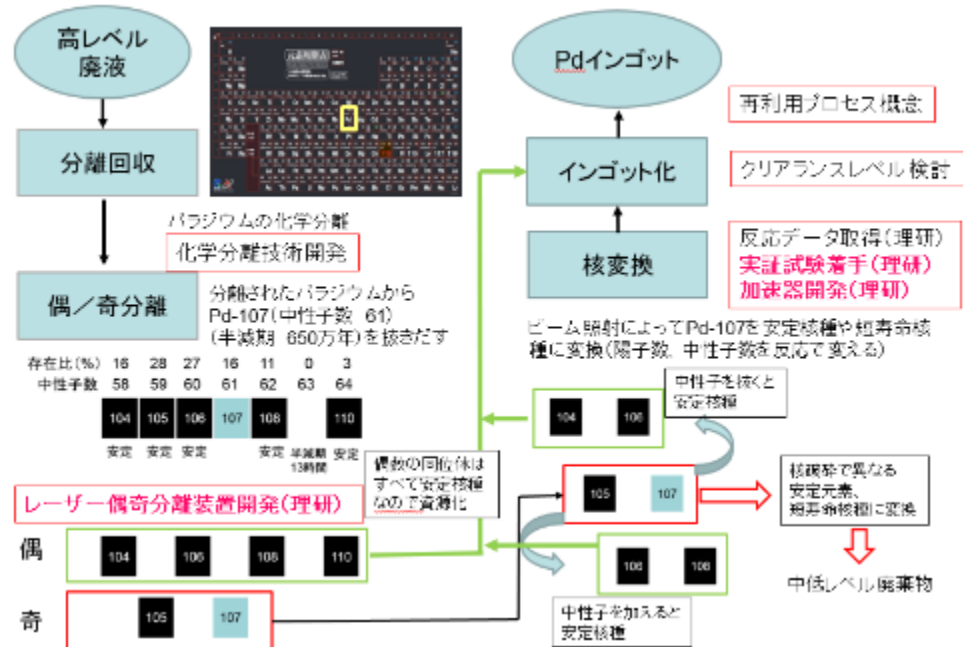 高レベル
廃液
分離回収
パラジウムの化学分離
化学分離技術開発
偶／奇分離
分離されたパラジウムから
Pd-107(中性子数 61)
(半減期 650万年)を抜きだす
存在比(%) 16 28 27 16 11 0 3
中性子数 58 59 60 61 62 63 64
104 105 106 107 108 110
安定 安定 安定 安定 半減期 安定
13時間
レーザー偶奇分離装置開発(理研)
偶数の同位体は
すべて安定核種
なので資源化
偶
104 106 108 110
奇
105 107
Pdインゴット
再利用プロセス概念
インゴット化
クリアランスレベル検討
核変換
反応データ取得(理研)
実証試験着手(理研)
加速器開発(理研)
ビーム照射によってPd-107を安定核種や短寿命核
種に変換(陽子数、中性子数を反応で変える)
104 106
中性子を抜くと
安定核種
105 107
核破砕で異なる
安定元素、
短寿命核種に変換
中低レベル廃棄物
108
中性子を加えると
安定核種